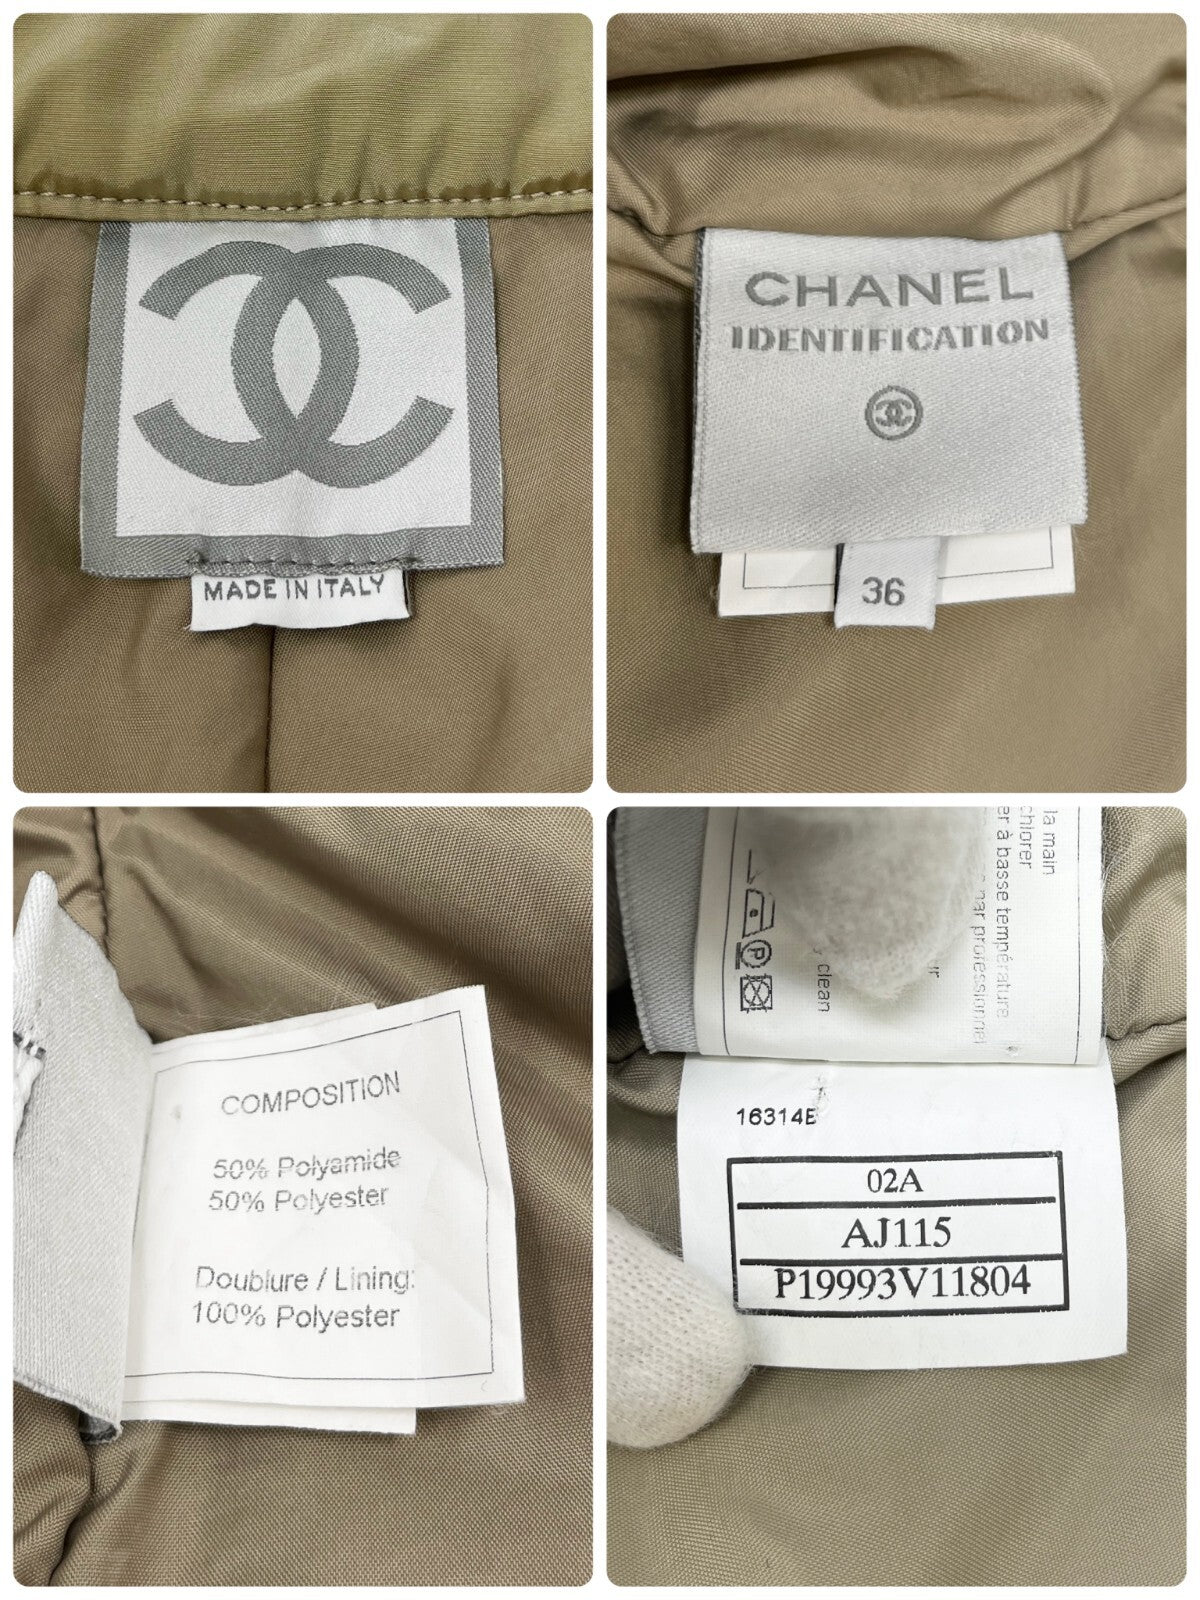 MADE IN ITALY
CHANEL
IDENTIFICATION
36
COMPOSITION
50% Polyamide
50% Polyester
Doublure / Lining:
100% Polyester
la main
chlorer
er à basse température
par professionnel
ur
clean
16314E
02A
AJ115
P19993V11804